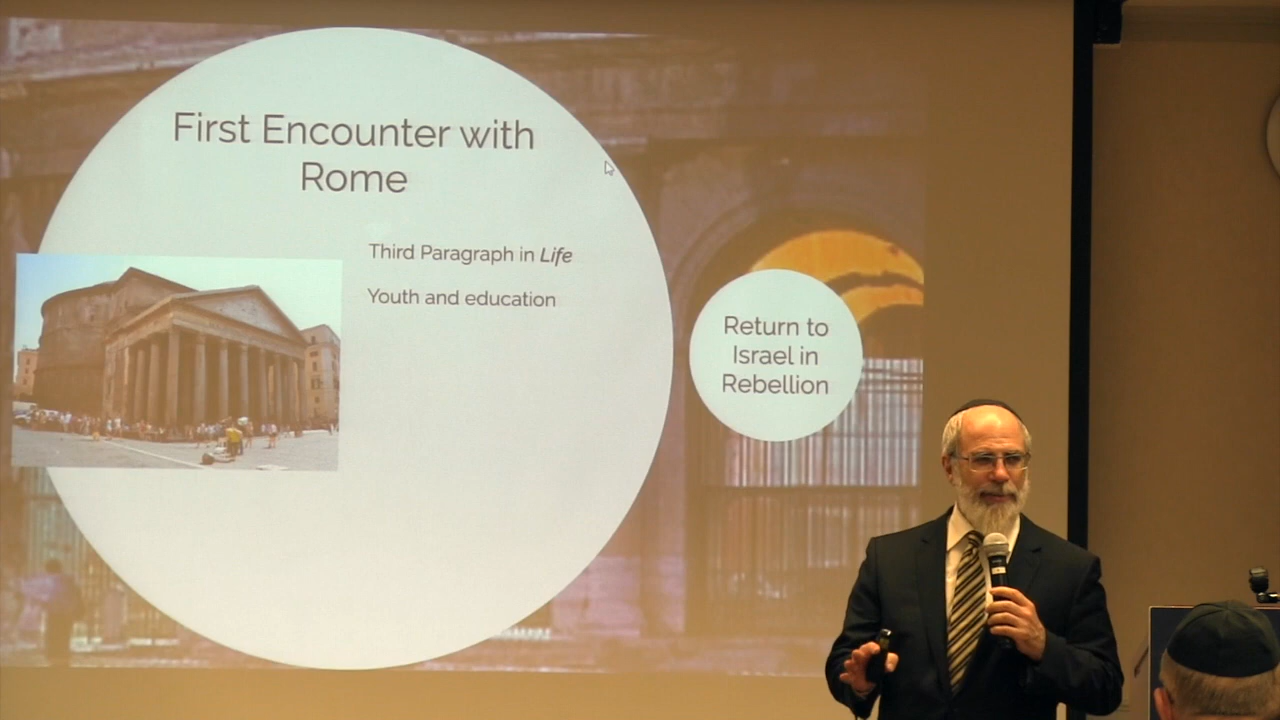 First Encounter with
Rome
Third Paragraph in Life
Youth and education
Return to
Israel in
Rebellion